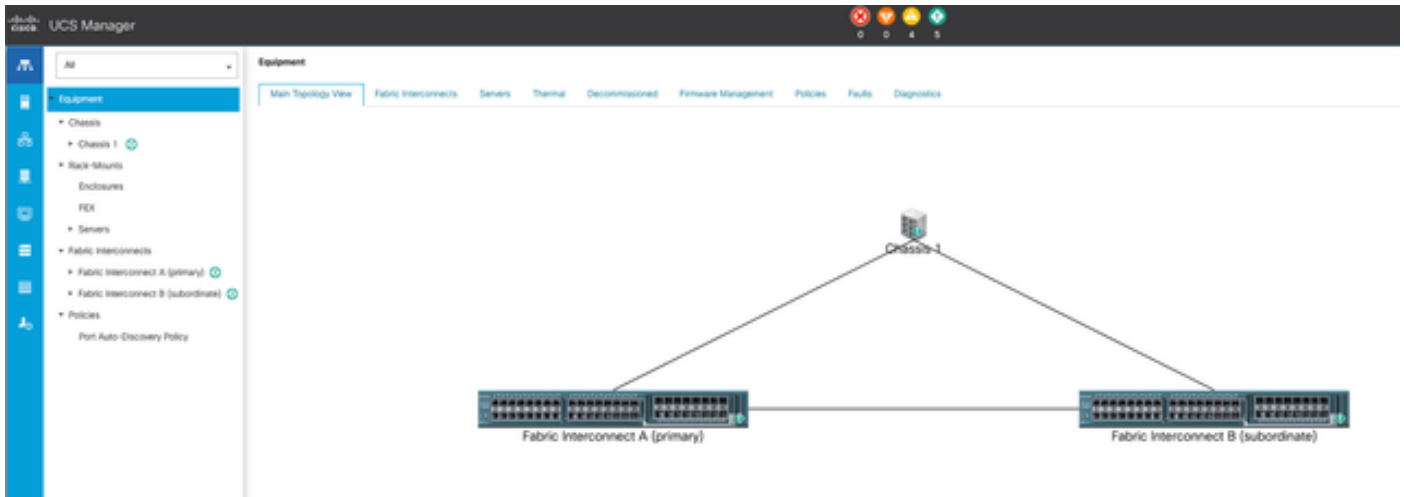 cisco. UCS Manager
0 0 4 5
All
Equipment
Chassis
Chassis 1
Rack-Mounts
Enclosures
FEX
Servers
Fabric Interconnects
Fabric Interconnect A (primary)
Fabric Interconnect B (subordinate)
Policies
Port Auto-Discovery Policy
Equipment
Main Topology View Fabric Interconnects Servers Thermal Decommissioned Firmware Management Policies Faults Diagnostics
Chassis 1
Fabric Interconnect A (primary) Fabric Interconnect B (subordinate)